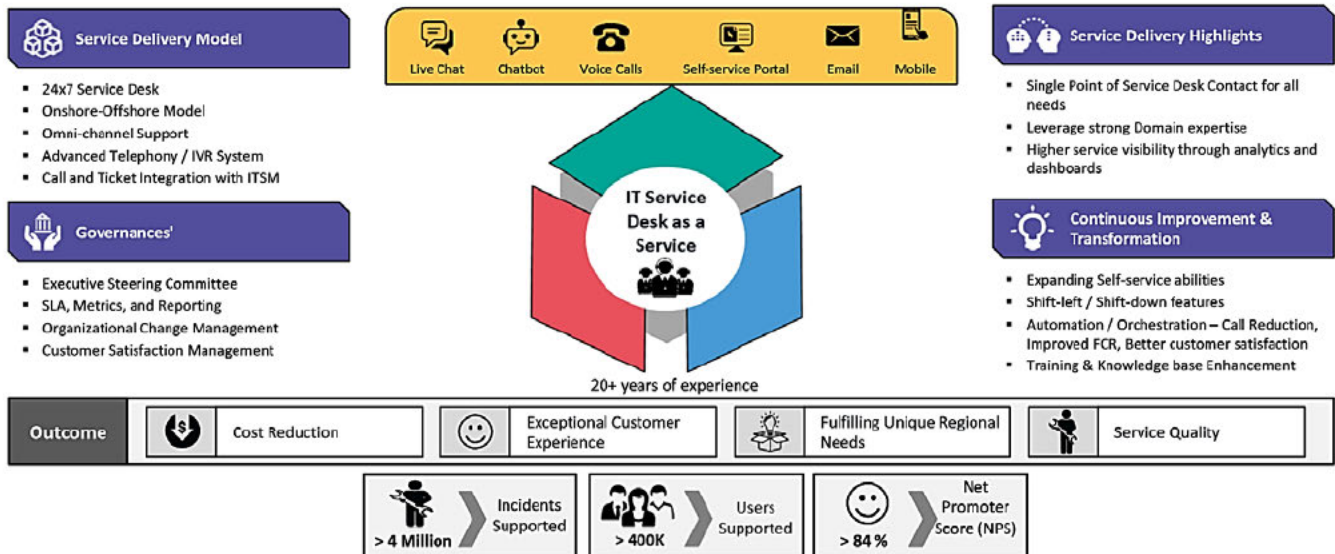 Service Delivery Model
24x7 Service Desk
Onshore-Offshore Model
Omni-channel Support
Advanced Telephony / IVR System
Call and Ticket Integration with ITSM
Governances'
Executive Steering Committee
SLA, Metrics, and Reporting
Organizational Change Management
Customer Satisfaction Management
Live Chat
Chatbot
Voice Calls
Self-service Portal
Email
Mobile
IT Service
Desk as a
Service
20+ years of experience
Service Delivery Highlights
Single Point of Service Desk Contact for all
needs
Leverage strong Domain expertise
Higher service visibility through analytics and
dashboards
Continuous Improvement &
Transformation
Expanding Self-service abilities
Shift-left / Shift-down features
Automation / Orchestration – Call Reduction,
Improved FCR, Better customer satisfaction
Training & Knowledge base Enhancement
Outcome
Cost Reduction
Exceptional Customer
Experience
Fulfilling Unique Regional
Needs
Service Quality
> 4 Million
Incidents
Supported
> 400K
Users
Supported
> 84 %
Net
Promoter
Score (NPS)